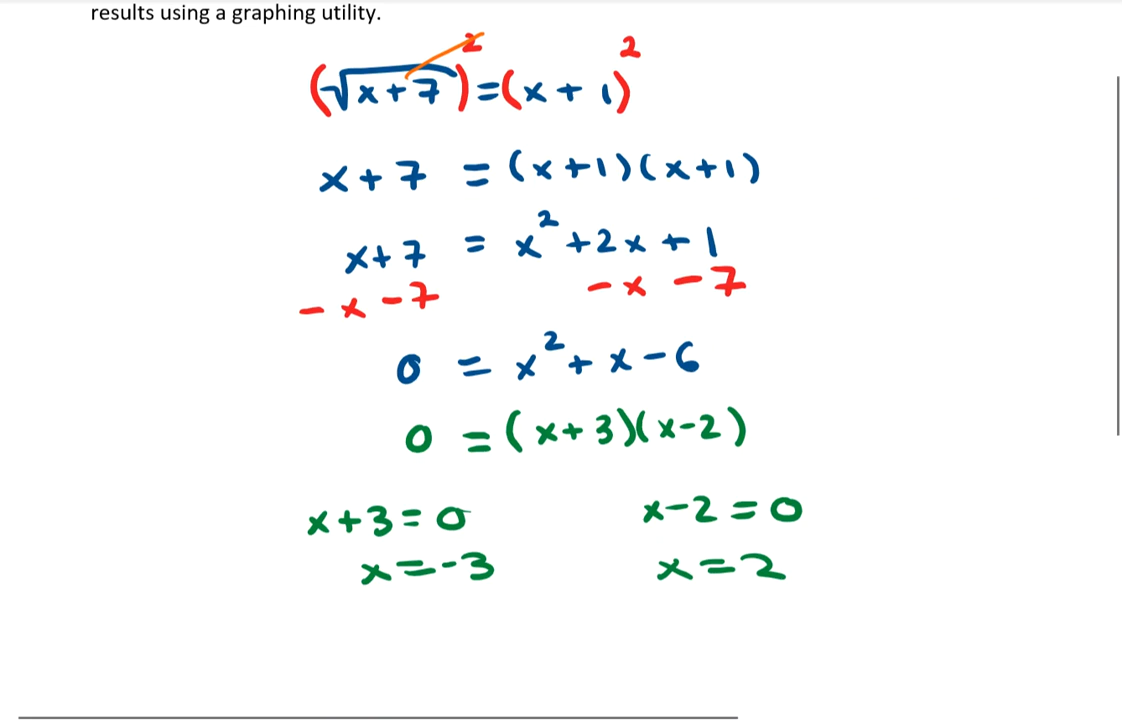 results using a graphing utility.
(√x+7)² = (x + 1)²
x+7 = (x+1)(x+1)
x+7 = x² +2x + 1
- x - 7 - x - 7
0 = x² + x - 6
0 = (x+3)(x-2)
x+3=0 x-2=0
x=-3 x=2